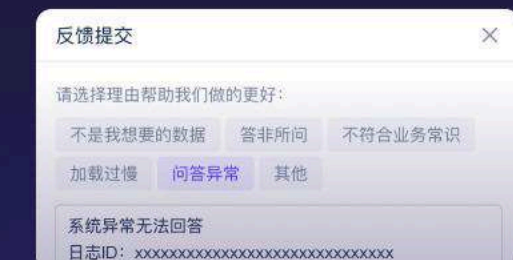 反馈提交
请选择理由帮助我们做的更好：
不是我想要的数据 答非所问 不符合业务常识
加载过慢 问答异常 其他
系统异常无法回答
日志ID：xxxxxxxxxxxxxxxxxxxxxxxxxxxxxx